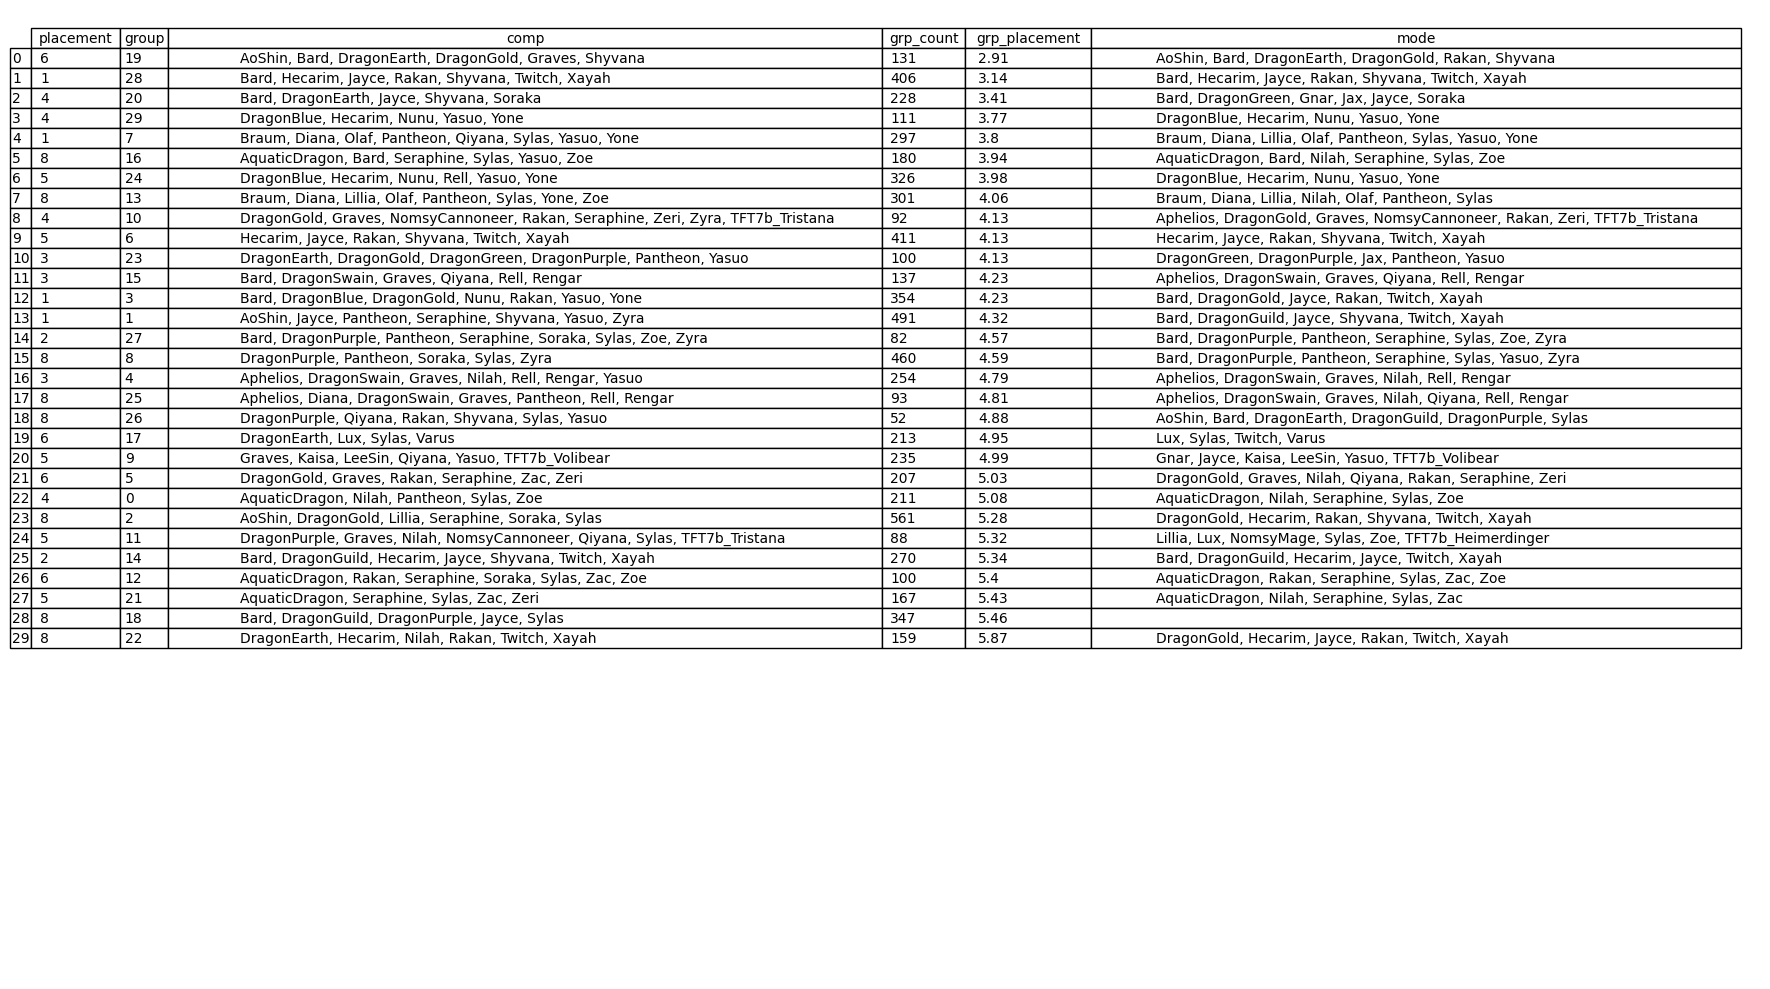 placement group comp grp_count grp_placement mode
0 6 19 AoShin, Bard, DragonEarth, DragonGold, Graves, Shyvana 131 2.91 AoShin, Bard, DragonEarth, DragonGold, Rakan, Shyvana
1 1 28 Bard, Hecarim, Jayce, Rakan, Shyvana, Twitch, Xayah 406 3.14 Bard, Hecarim, Jayce, Rakan, Shyvana, Twitch, Xayah
2 4 20 Bard, DragonEarth, Jayce, Shyvana, Soraka 228 3.41 Bard, DragonGreen, Gnar, Jax, Jayce, Soraka
3 4 29 DragonBlue, Hecarim, Nunu, Yasuo, Yone 111 3.77 DragonBlue, Hecarim, Nunu, Yasuo, Yone
4 1 7 Braum, Diana, Olaf, Pantheon, Qiyana, Sylas, Yasuo, Yone 297 3.8 Braum, Diana, Lillia, Olaf, Pantheon, Sylas, Yasuo, Yone
5 8 16 AquaticDragon, Bard, Seraphine, Sylas, Yasuo, Zoe 180 3.94 AquaticDragon, Bard, Nilah, Seraphine, Sylas, Zoe
6 5 24 DragonBlue, Hecarim, Nunu, Rell, Yasuo, Yone 326 3.98 DragonBlue, Hecarim, Nunu, Yasuo, Yone
7 8 13 Braum, Diana, Lillia, Olaf, Pantheon, Sylas, Yone, Zoe 301 4.06 Braum, Diana, Lillia, Nilah, Olaf, Pantheon, Sylas
8 4 10 DragonGold, Graves, NomsyCannoneer, Rakan, Seraphine, Zeri, Zyra, TFT7b_Tristana 92 4.13 Aphelios, DragonGold, Graves, NomsyCannoneer, Rakan, Zeri, TFT7b_Tristana
9 5 6 Hecarim, Jayce, Rakan, Shyvana, Twitch, Xayah 411 4.13 Hecarim, Jayce, Rakan, Shyvana, Twitch, Xayah
10 3 23 DragonEarth, DragonGold, DragonGreen, DragonPurple, Pantheon, Yasuo 100 4.13 DragonGreen, DragonPurple, Jax, Pantheon, Yasuo
11 3 15 Bard, DragonSwain, Graves, Qiyana, Rell, Rengar 137 4.23 Aphelios, DragonSwain, Graves, Qiyana, Rell, Rengar
12 1 3 Bard, DragonBlue, DragonGold, Nunu, Rakan, Yasuo, Yone 354 4.23 Bard, DragonGold, Jayce, Rakan, Twitch, Xayah
13 1 1 AoShin, Jayce, Pantheon, Seraphine, Shyvana, Yasuo, Zyra 491 4.32 Bard, DragonGuild, Jayce, Shyvana, Twitch, Xayah
14 2 27 Bard, DragonPurple, Pantheon, Seraphine, Soraka, Sylas, Zoe, Zyra 82 4.57 Bard, DragonPurple, Pantheon, Seraphine, Sylas, Zoe, Zyra
15 8 8 DragonPurple, Pantheon, Soraka, Sylas, Zyra 460 4.59 Bard, DragonPurple, Pantheon, Seraphine, Sylas, Yasuo, Zyra
16 3 4 Aphelios, DragonSwain, Graves, Nilah, Rell, Rengar, Yasuo 254 4.79 Aphelios, DragonSwain, Graves, Nilah, Rell, Rengar
17 8 25 Aphelios, Diana, DragonSwain, Graves, Pantheon, Rell, Rengar 93 4.81 Aphelios, DragonSwain, Graves, Nilah, Qiyana, Rell, Rengar
18 8 26 DragonPurple, Qiyana, Rakan, Shyvana, Sylas, Yasuo 52 4.88 AoShin, Bard, DragonEarth, DragonGuild, DragonPurple, Sylas
19 6 17 DragonEarth, Lux, Sylas, Varus 213 4.95 Lux, Sylas, Twitch, Varus
20 5 9 Graves, Kaisa, LeeSin, Qiyana, Yasuo, TFT7b_Volibear 235 4.99 Gnar, Jayce, Kaisa, LeeSin, Yasuo, TFT7b_Volibear
21 6 5 DragonGold, Graves, Rakan, Seraphine, Zac, Zeri 207 5.03 DragonGold, Graves, Nilah, Qiyana, Rakan, Seraphine, Zeri
22 4 0 AquaticDragon, Nilah, Pantheon, Sylas, Zoe 211 5.08 AquaticDragon, Nilah, Seraphine, Sylas, Zoe
23 8 2 AoShin, DragonGold, Lillia, Seraphine, Soraka, Sylas 561 5.28 DragonGold, Hecarim, Rakan, Shyvana, Twitch, Xayah
24 5 11 DragonPurple, Graves, Nilah, NomsyCannoneer, Qiyana, Sylas, TFT7b_Tristana 88 5.32 Lillia, Lux, NomsyMage, Sylas, Zoe, TFT7b_Heimerdinger
25 2 14 Bard, DragonGuild, Hecarim, Jayce, Shyvana, Twitch, Xayah 270 5.34 Bard, DragonGuild, Hecarim, Jayce, Twitch, Xayah
26 6 12 AquaticDragon, Rakan, Seraphine, Soraka, Sylas, Zac, Zoe 100 5.4 AquaticDragon, Rakan, Seraphine, Sylas, Zac, Zoe
27 5 21 AquaticDragon, Seraphine, Sylas, Zac, Zeri 167 5.43 AquaticDragon, Nilah, Seraphine, Sylas, Zac
28 8 18 Bard, DragonGuild, DragonPurple, Jayce, Sylas 347 5.46
29 8 22 DragonEarth, Hecarim, Nilah, Rakan, Twitch, Xayah 159 5.87 DragonGold, Hecarim, Jayce, Rakan, Twitch, Xayah